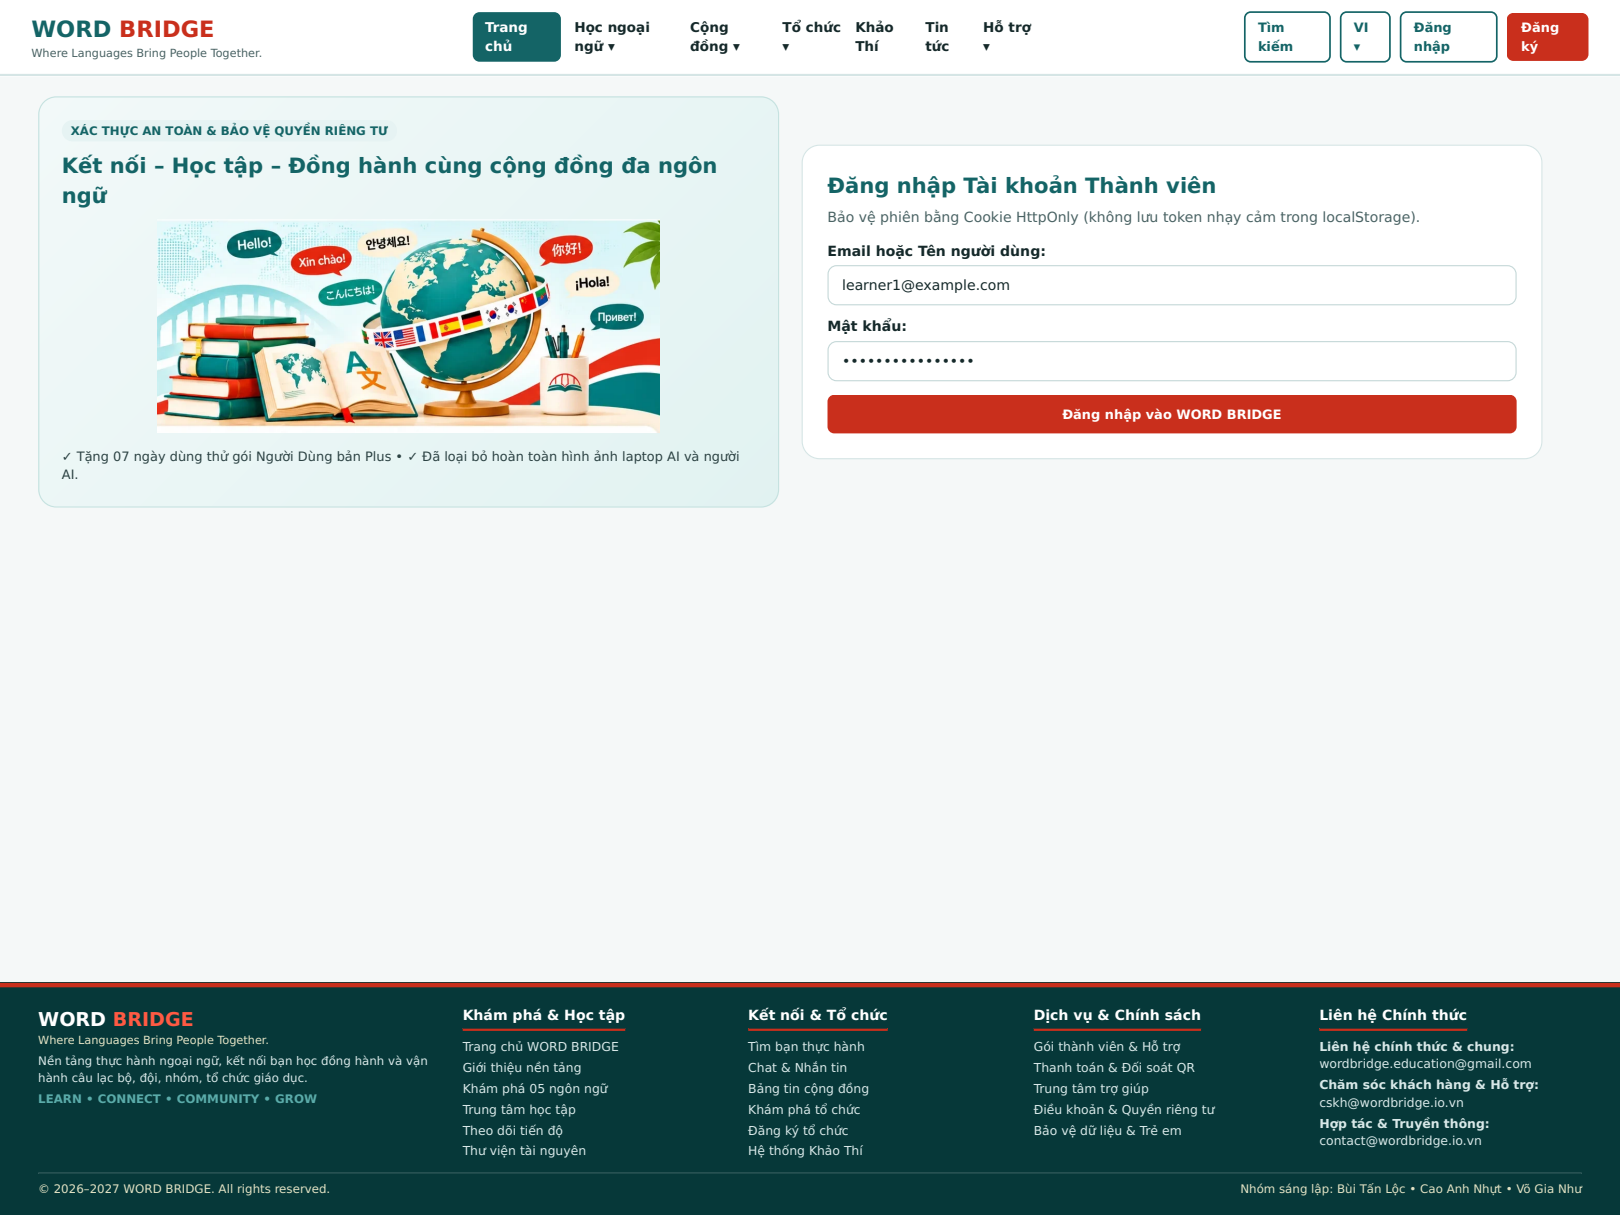 WORD BRIDGE
Where Languages Bring People Together.
Trang chủ
Học ngoại ngữ ▾
Cộng đồng ▾
Tổ chức ▾
Khảo Thí
Tin tức
Hỗ trợ ▾
Tìm kiếm
VI ▾
Đăng nhập
Đăng ký
XÁC THỰC AN TOÀN & BẢO VỆ QUYỀN RIÊNG TƯ
Kết nối – Học tập – Đồng hành cùng cộng đồng đa ngôn
ngữ
Hello!
Xin chào!
안녕하세요!
こんにちは!
你好!
¡Hola!
Привет!
A
文
✓ Tặng 07 ngày dùng thử gói Người Dùng bản Plus • ✓ Đã loại bỏ hoàn toàn hình ảnh laptop AI và người
AI.
Đăng nhập Tài khoản Thành viên
Bảo vệ phiên bằng Cookie HttpOnly (không lưu token nhạy cảm trong localStorage).
Email hoặc Tên người dùng:
learner1@example.com
Mật khẩu:
••••••••••••••••
Đăng nhập vào WORD BRIDGE
WORD BRIDGE
Where Languages Bring People Together.
Nền tảng thực hành ngoại ngữ, kết nối bạn học đồng hành và vận
hành câu lạc bộ, đội, nhóm, tổ chức giáo dục.
LEARN • CONNECT • COMMUNITY • GROW
Khám phá & Học tập
Trang chủ WORD BRIDGE
Giới thiệu nền tảng
Khám phá 05 ngôn ngữ
Trung tâm học tập
Theo dõi tiến độ
Thư viện tài nguyên
Kết nối & Tổ chức
Tìm bạn thực hành
Chat & Nhắn tin
Bảng tin cộng đồng
Khám phá tổ chức
Đăng ký tổ chức
Hệ thống Khảo Thí
Dịch vụ & Chính sách
Gói thành viên & Hỗ trợ
Thanh toán & Đối soát QR
Trung tâm trợ giúp
Điều khoản & Quyền riêng tư
Bảo vệ dữ liệu & Trẻ em
Liên hệ Chính thức
Liên hệ chính thức & chung:
wordbridge.education@gmail.com
Chăm sóc khách hàng & Hỗ trợ:
cskh@wordbridge.io.vn
Hợp tác & Truyền thông:
contact@wordbridge.io.vn
© 2026–2027 WORD BRIDGE. All rights reserved.
Nhóm sáng lập: Bùi Tấn Lộc • Cao Anh Nhựt • Võ Gia Như